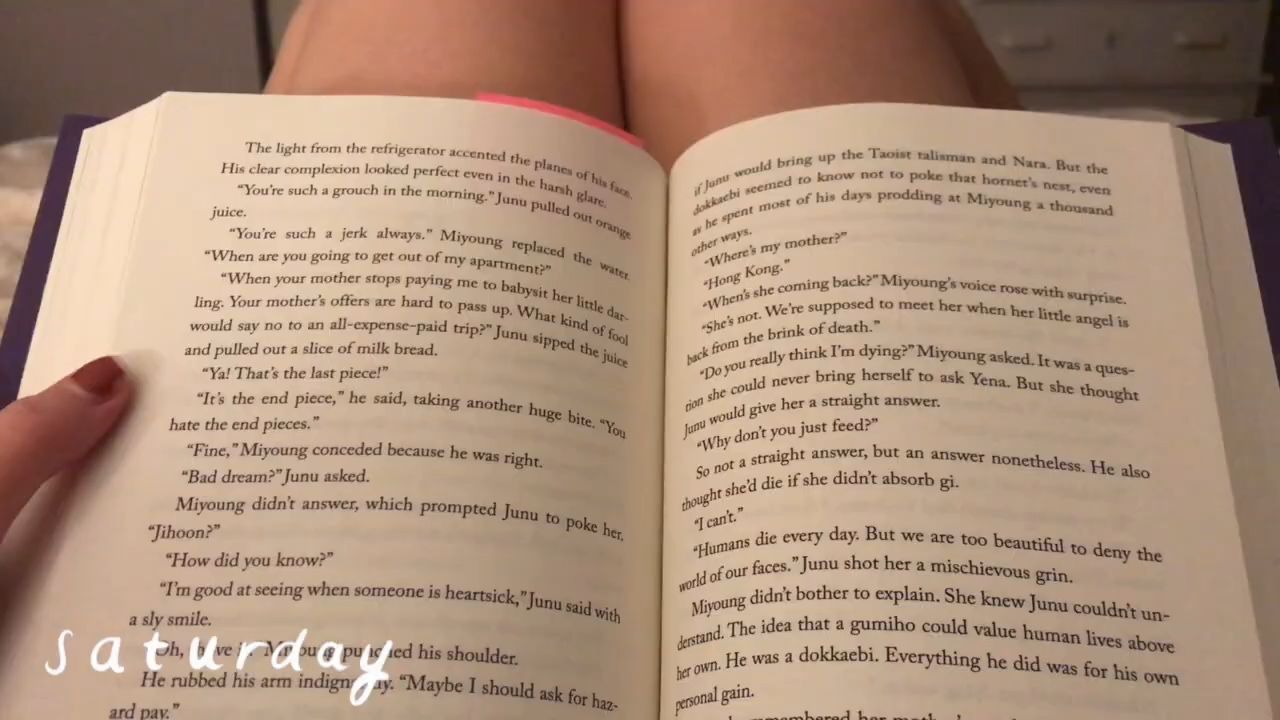 The light from the refrigerator accented the planes of his face.
His clear complexion looked perfect even in the harsh glare.
“You’re such a grouch in the morning.” Junu pulled out orange
juice.
“You’re such a jerk always.” Miyoung replaced the water.
“When are you going to get out of my apartment?”
“When your mother stops paying me to babysit her little dar-
ling. Your mother’s offers are hard to pass up. What kind of fool
would say no to an all-expense-paid trip?” Junu sipped the juice
and pulled out a slice of milk bread.
“Ya! That’s the last piece!”
“It’s the end piece,” he said, taking another huge bite. “You
hate the end pieces.”
“Fine,” Miyoung conceded because he was right.
“Bad dream?” Junu asked.
Miyoung didn’t answer, which prompted Junu to poke her.
“Jihoon?”
“How did you know?”
“I’m good at seeing when someone is heartsick,” Junu said with
a sly smile.
Miyoung punched his shoulder.
He rubbed his arm indignantly. “Maybe I should ask for haz-
ard pay.”
saturday
if Junu would bring up the Taoist talisman and Nara. But the
dokkaebi seemed to know not to poke that hornet’s nest, even
as he spent most of his days prodding at Miyoung a thousand
other ways.
“Where’s my mother?”
“Hong Kong.”
“When’s she coming back?” Miyoung’s voice rose with surprise.
“She’s not. We’re supposed to meet her when her little angel is
back from the brink of death.”
“Do you really think I’m dying?” Miyoung asked. It was a ques-
tion she could never bring herself to ask Yena. But she thought
Junu would give her a straight answer.
“Why don’t you just feed?”
So not a straight answer, but an answer nonetheless. He also
thought she’d die if she didn’t absorb gi.
“I can’t.”
“Humans die every day. But we are too beautiful to deny the
world of our faces.” Junu shot her a mischievous grin.
Miyoung didn’t bother to explain. She knew Junu couldn’t un-
derstand. The idea that a gumiho could value human lives above
her own. He was a dokkaebi. Everything he did was for his own
personal gain.
remembered her